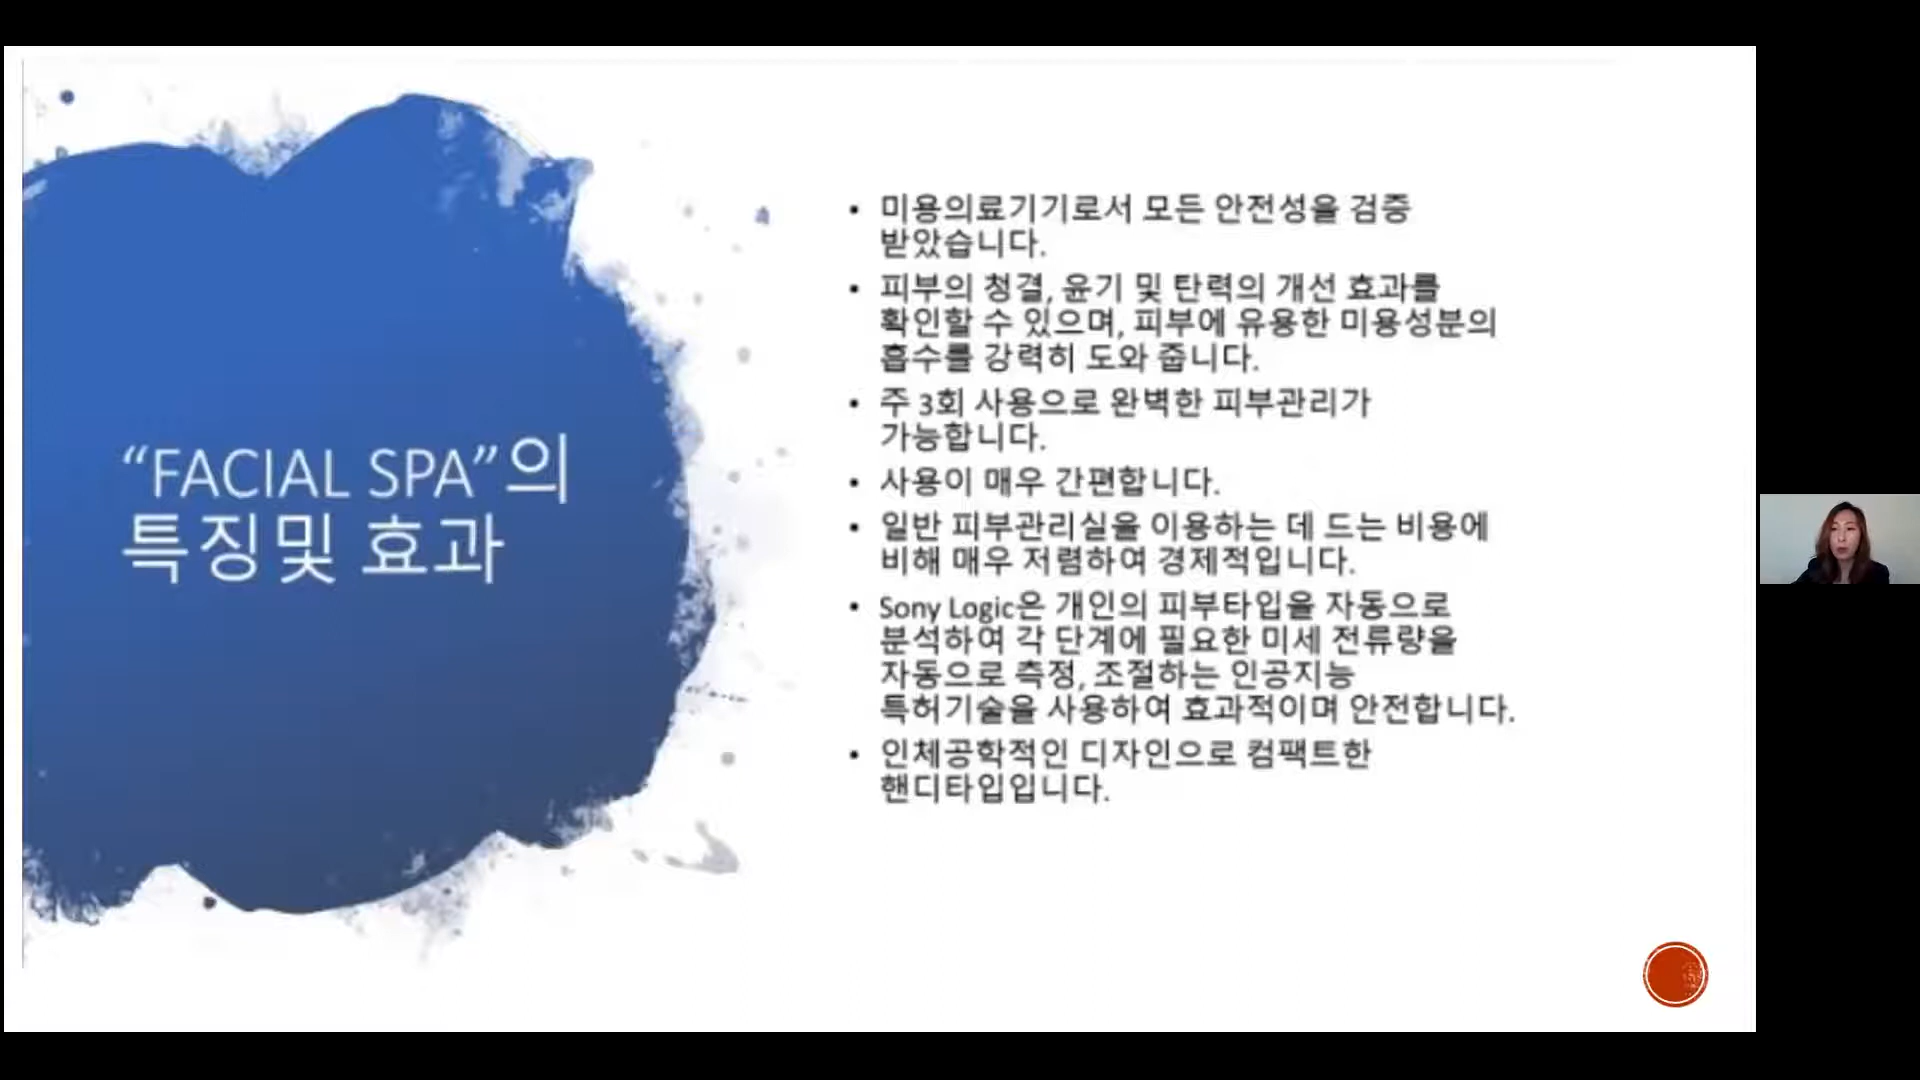 “FACIAL SPA”의
특징및 효과
• 미용의료기기로서 모든 안전성을 검증
받았습니다.
• 피부의 청결, 윤기 및 탄력의 개선 효과를
확인할 수 있으며, 피부에 유용한 미용성분의
흡수를 강력히 도와 줍니다.
• 주 3회 사용으로 완벽한 피부관리가
가능합니다.
• 사용이 매우 간편합니다.
• 일반 피부관리실을 이용하는 데 드는 비용에
비해 매우 저렴하여 경제적입니다.
• Sony Logic은 개인의 피부타입을 자동으로
분석하여 각 단계에 필요한 미세 전류량을
자동으로 측정, 조절하는 인공지능
특허기술을 사용하여 효과적이며 안전합니다.
• 인체공학적인 디자인으로 컴팩트한
핸디타입입니다.